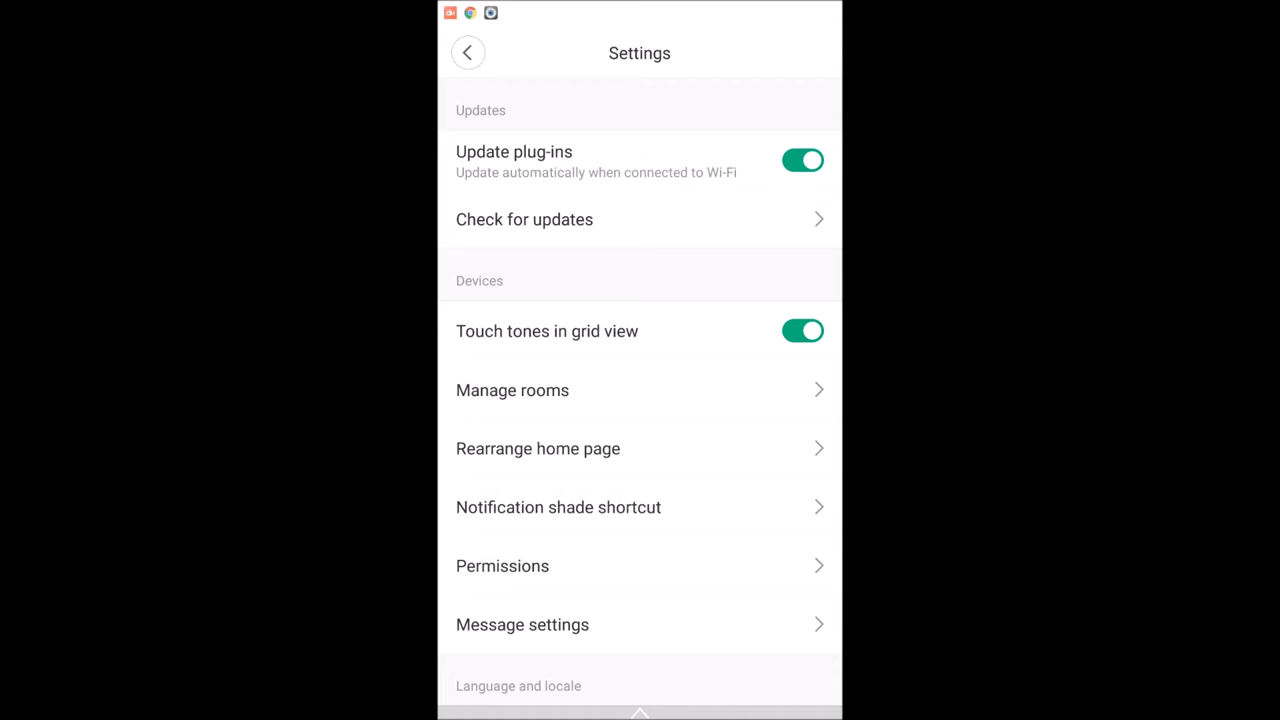 Settings
Updates
Update plug-ins
Update automatically when connected to Wi-Fi
Check for updates
Devices
Touch tones in grid view
Manage rooms
Rearrange home page
Notification shade shortcut
Permissions
Message settings
Language and locale